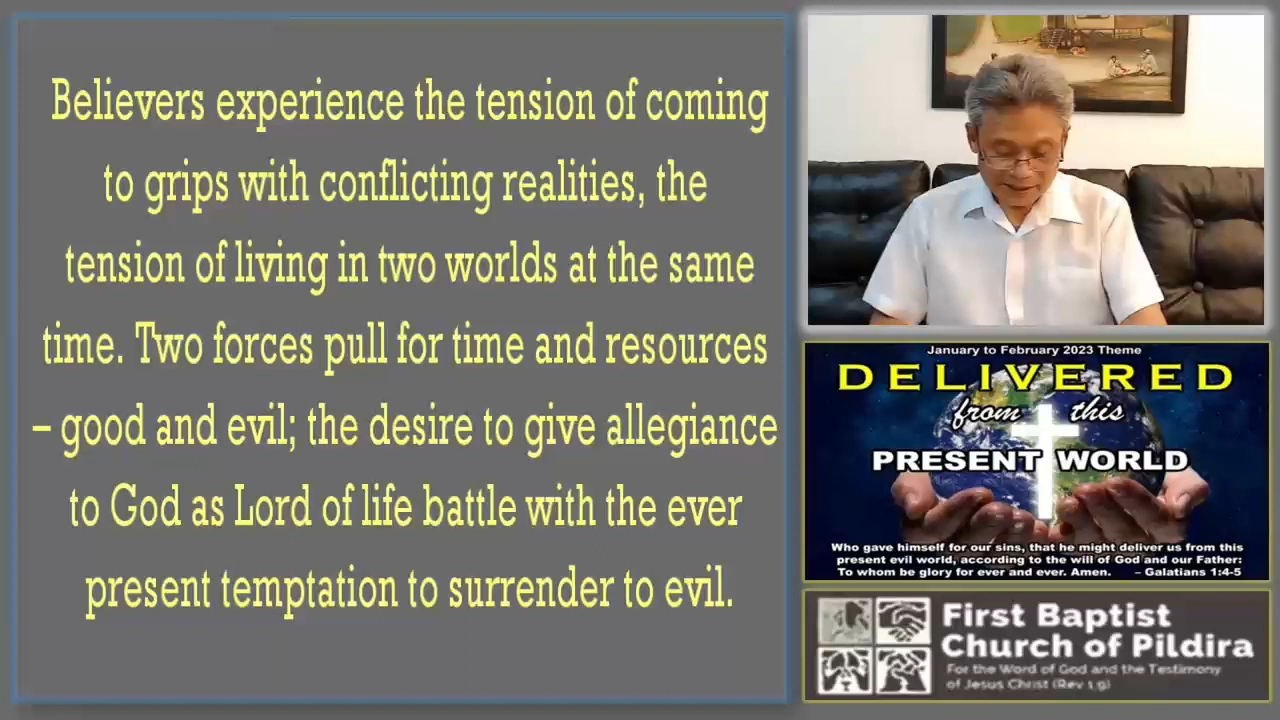 Believers experience the tension of coming
to grips with conflicting realities, the
tension of living in two worlds at the same
time. Two forces pull for time and resources
– good and evil; the desire to give allegiance
to God as Lord of life battle with the ever
present temptation to surrender to evil.
January to February 2023 Theme
DELIVERED
from this
PRESENT WORLD
Who gave himself for our sins, that he might deliver us from this
present evil world, according to the will of God and our Father:
To whom be glory for ever and ever. Amen. – Galatians 1:4-5
First Baptist
Church of Pildira
For the Word of God and the Testimony
of Jesus Christ (Rev 1:9)